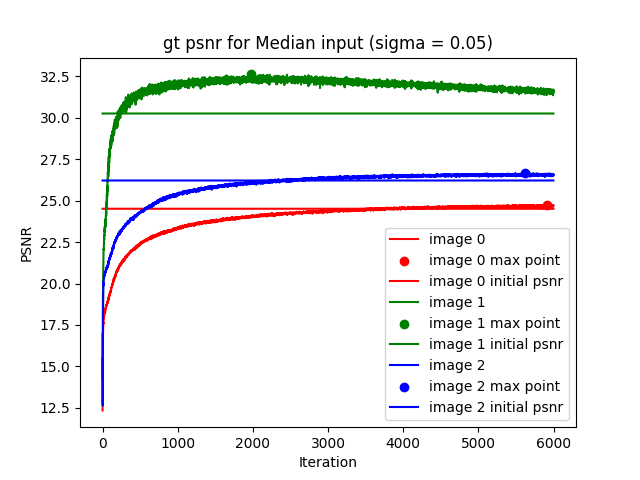 gt psnr for Median input (sigma = 0.05)
32.5
30.0
27.5
25.0
22.5
20.0
17.5
15.0
12.5
PSNR
image 0
image 0 max point
image 0 initial psnr
image 1
image 1 max point
image 1 initial psnr
image 2
image 2 max point
image 2 initial psnr
0 1000 2000 3000 4000 5000 6000
Iteration